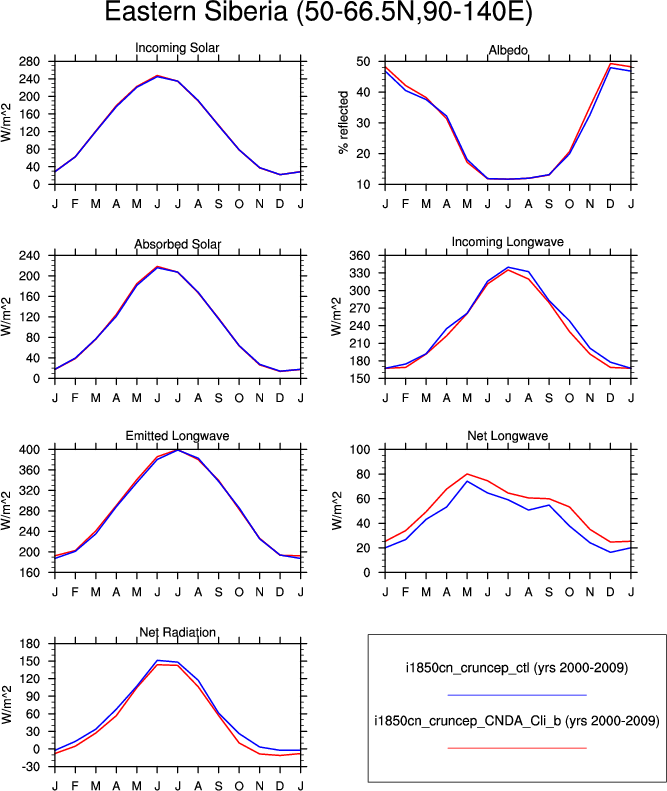 Eastern Siberia (50-66.5N,90-140E)
Incoming Solar
W/m^2
280
240
200
160
120
80
40
0
J F M A M J J A S O N D J
Albedo
% reflected
50
40
30
20
10
J F M A M J J A S O N D J
Absorbed Solar
W/m^2
240
200
160
120
80
40
0
J F M A M J J A S O N D J
Incoming Longwave
W/m^2
360
330
300
270
240
210
180
150
J F M A M J J A S O N D J
Emitted Longwave
W/m^2
400
360
320
280
240
200
160
J F M A M J J A S O N D J
Net Longwave
W/m^2
100
80
60
40
20
0
J F M A M J J A S O N D J
Net Radiation
W/m^2
180
150
120
90
60
30
0
-30
J F M A M J J A S O N D J
i1850cn_cruncep_ctl (yrs 2000-2009)
i1850cn_cruncep_CNDA_Cli_b (yrs 2000-2009)